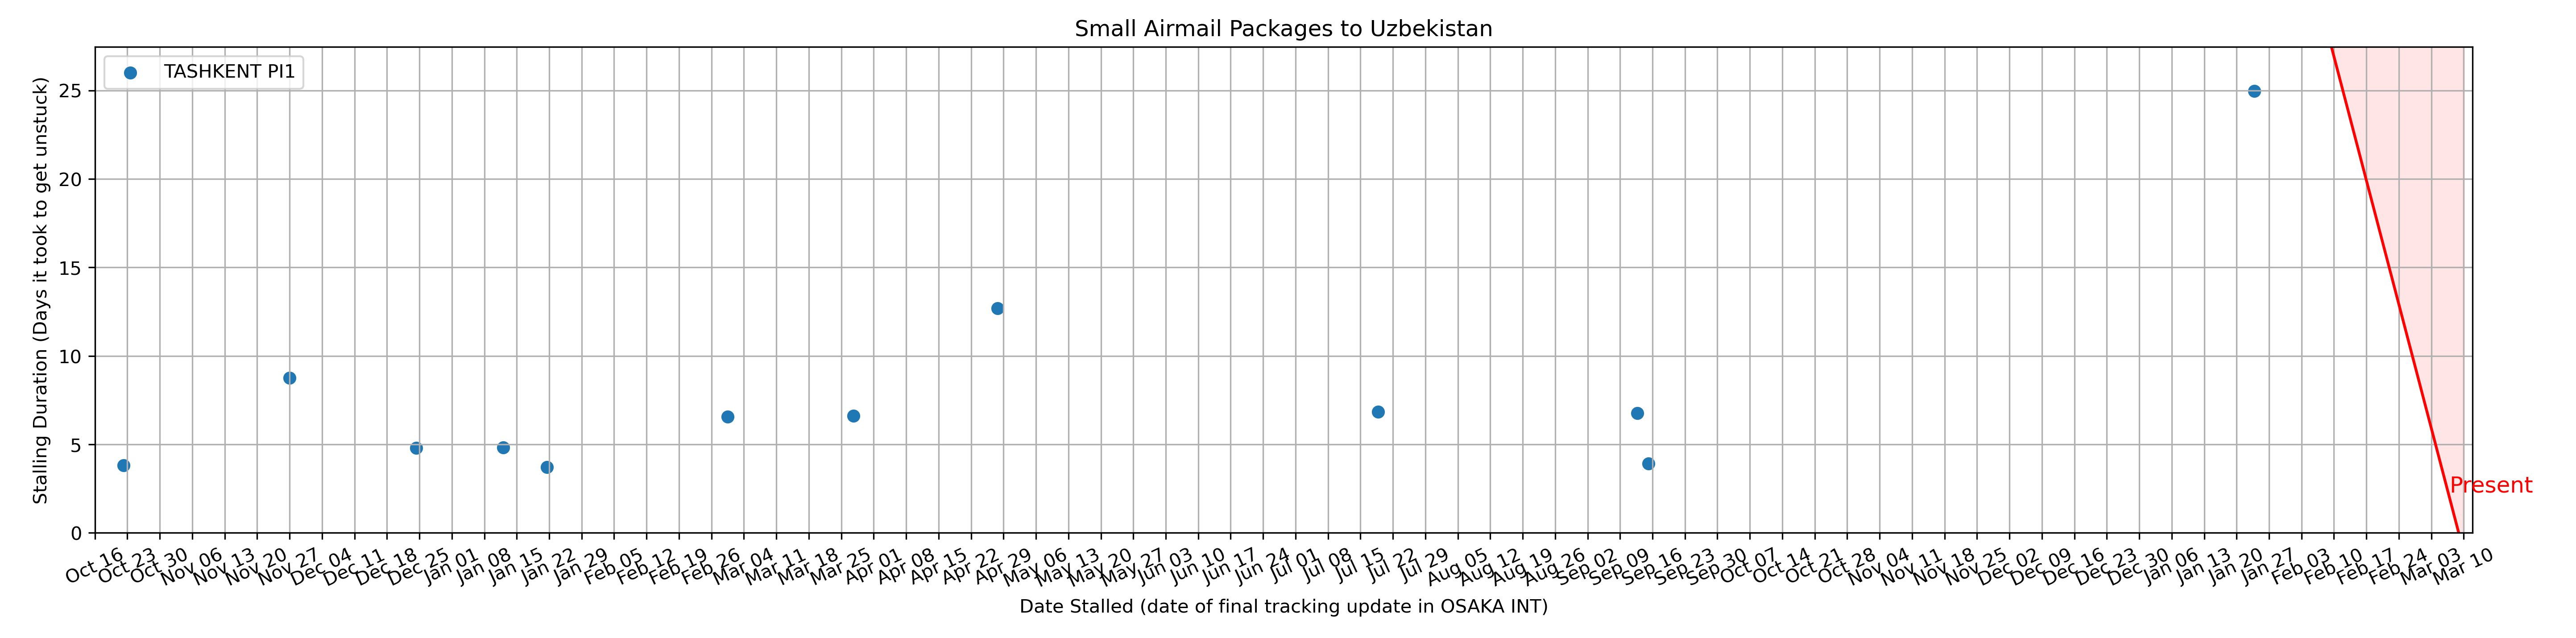 Small Airmail Packages to Uzbekistan
TASHKENT PI1
Stalling Duration (Days it took to get unstuck)
25
20
15
10
5
0
Present
Oct 16 Oct 23 Oct 30 Nov 06 Nov 13 Nov 20 Nov 27 Dec 04 Dec 11 Dec 18 Dec 25 Jan 01 Jan 08 Jan 15 Jan 22 Jan 29 Feb 05 Feb 12 Feb 19 Feb 26 Mar 04 Mar 11 Mar 18 Mar 25 Apr 01 Apr 08 Apr 15 Apr 22 Apr 29 May 06 May 13 May 20 May 27 Jun 03 Jun 10 Jun 17 Jun 24 Jul 01 Jul 08 Jul 15 Jul 22 Jul 29 Aug 05 Aug 12 Aug 19 Aug 26 Sep 02 Sep 09 Sep 16 Sep 23 Sep 30 Oct 07 Oct 14 Oct 21 Oct 28 Nov 04 Nov 11 Nov 18 Nov 25 Dec 02 Dec 09 Dec 16 Dec 23 Dec 30 Jan 06 Jan 13 Jan 20 Jan 27 Feb 03 Feb 10 Feb 17 Feb 24 Mar 03 Mar 10
Date Stalled (date of final tracking update in OSAKA INT)